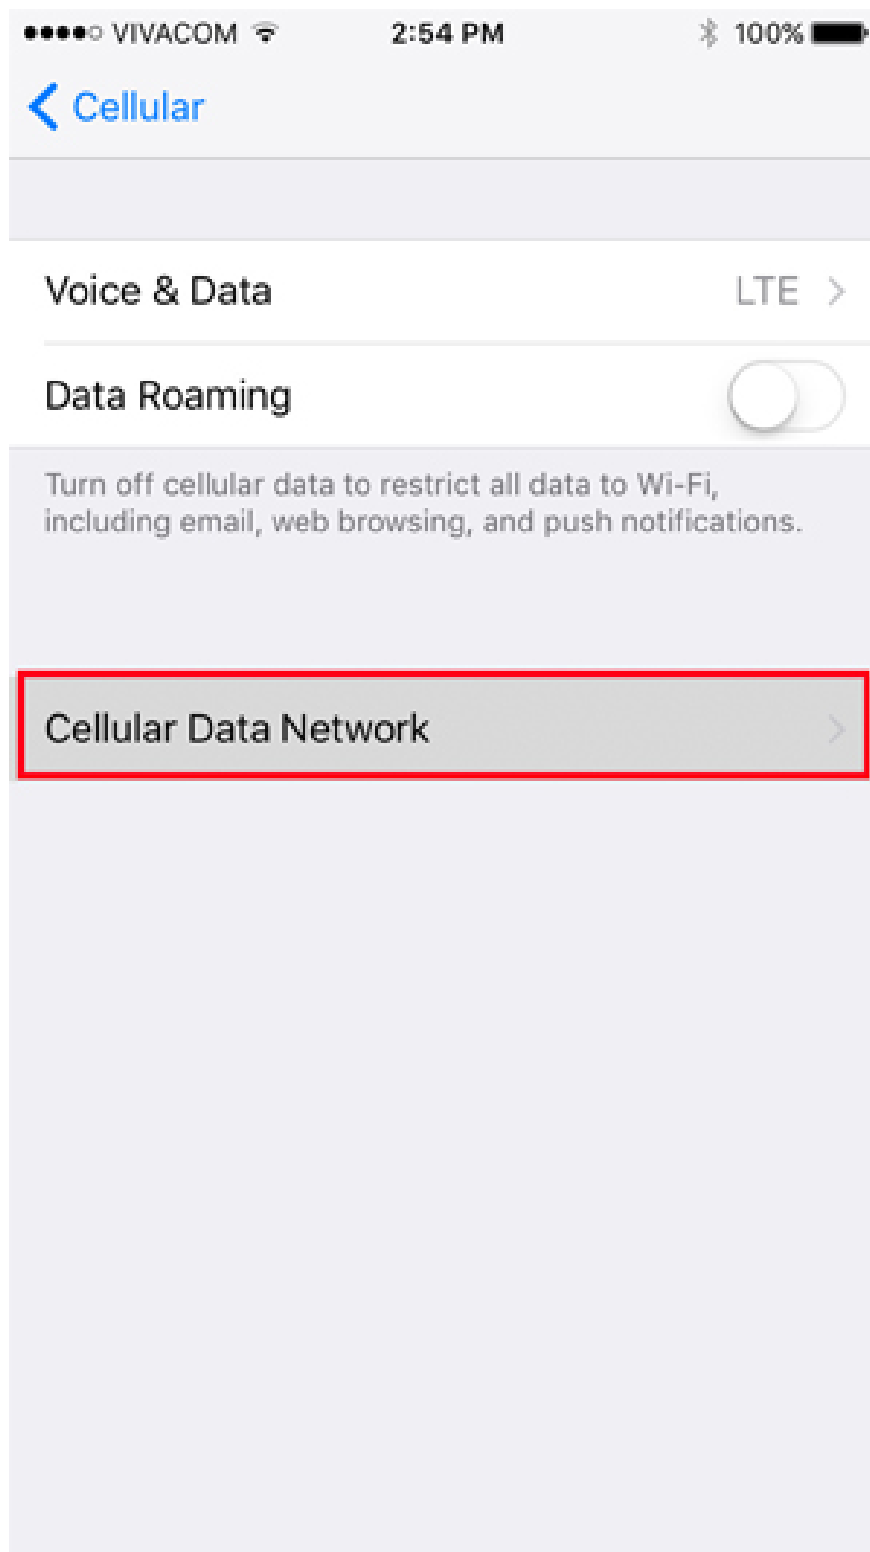 VIVACOM 2:54 PM 100%
Cellular
Voice & Data LTE
Data Roaming
Turn off cellular data to restrict all data to Wi-Fi,
including email, web browsing, and push notifications.
Cellular Data Network